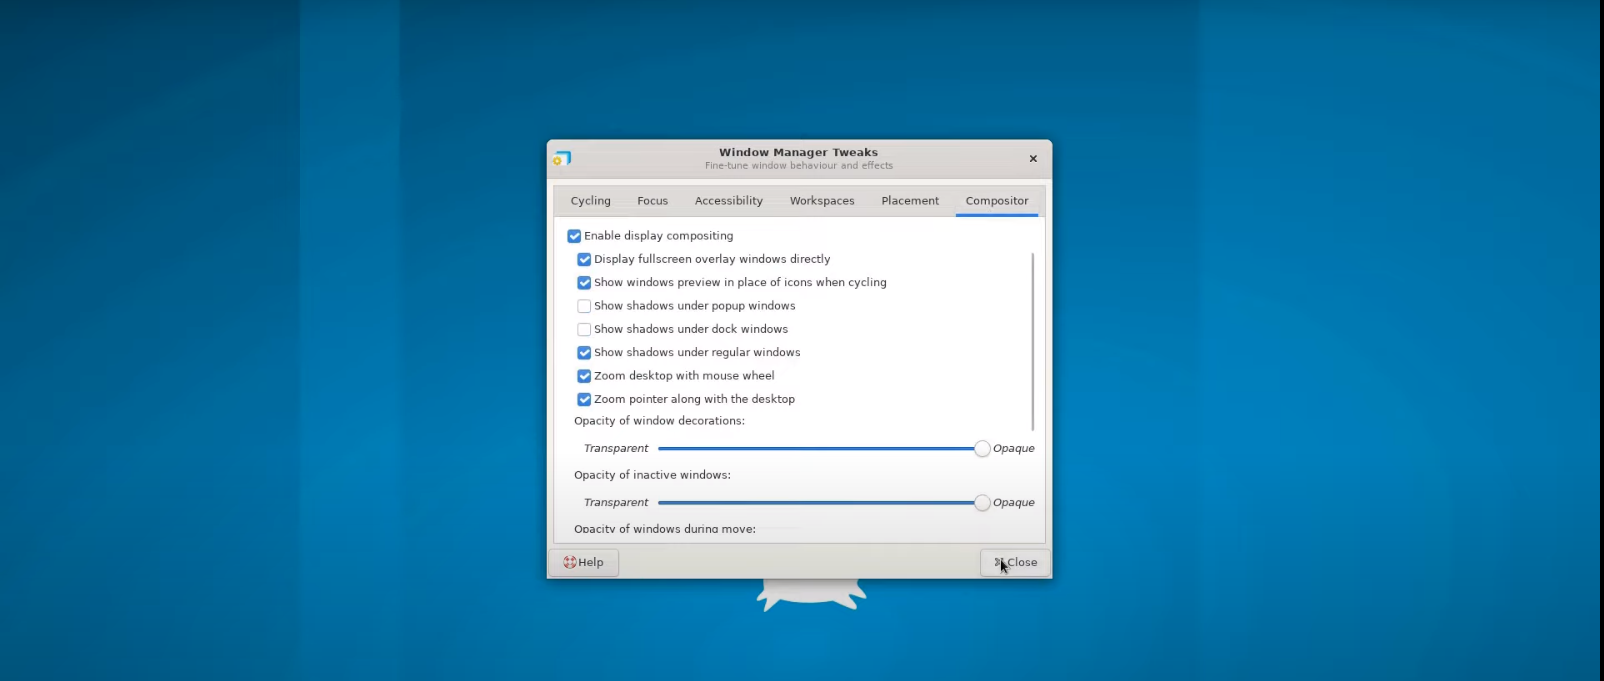 Window Manager Tweaks
Fine-tune window behaviour and effects
Cycling Focus Accessibility Workspaces Placement Compositor
Enable display compositing
Display fullscreen overlay windows directly
Show windows preview in place of icons when cycling
Show shadows under popup windows
Show shadows under dock windows
Show shadows under regular windows
Zoom desktop with mouse wheel
Zoom pointer along with the desktop
Opacity of window decorations:
Transparent Opaque
Opacity of inactive windows:
Transparent Opaque
Opacity of windows during move:
Help Close